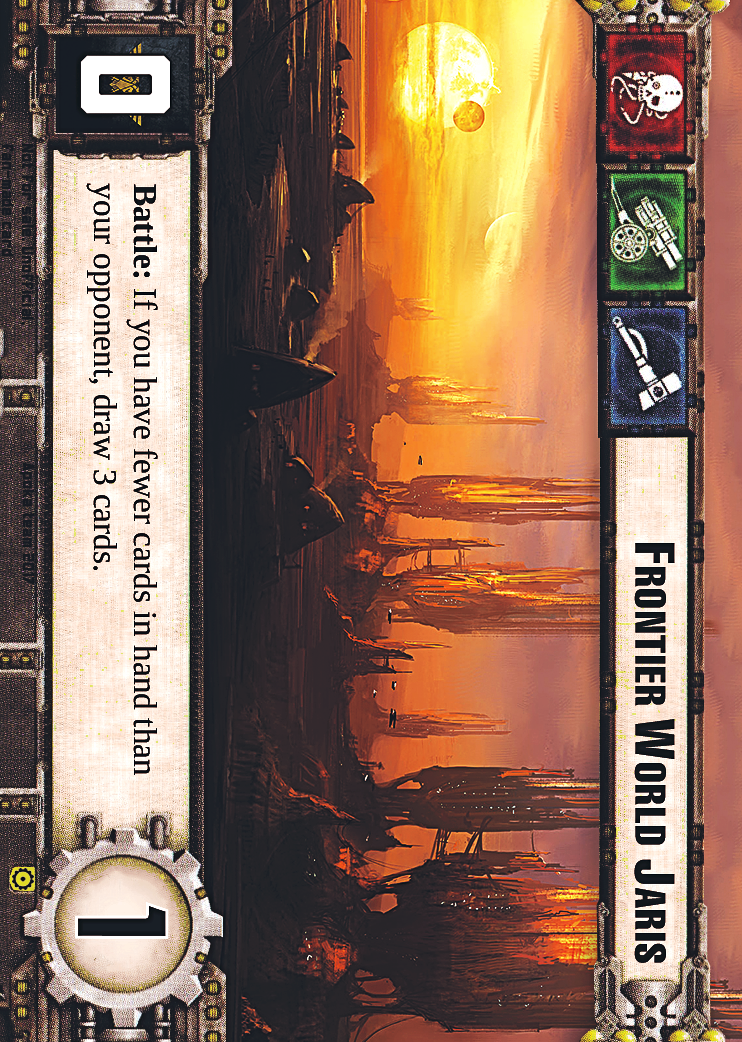 FRONTIER WORLD JARIS
0
Battle: If you have fewer cards in hand than
your opponent, draw 3 cards.
1